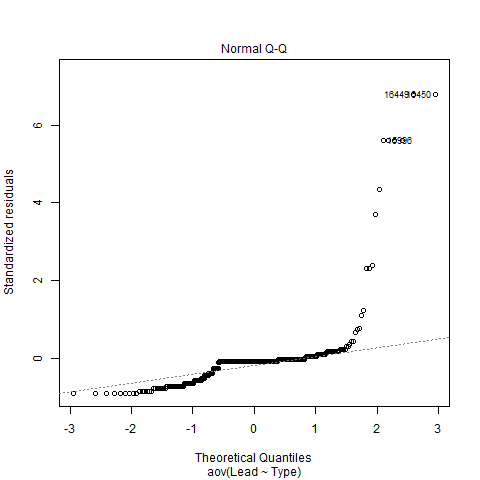 Normal Q-Q
Standardized residuals
6
4
2
0
-3 -2 -1 0 1 2 3
Theoretical Quantiles
aov(Lead ~ Type)